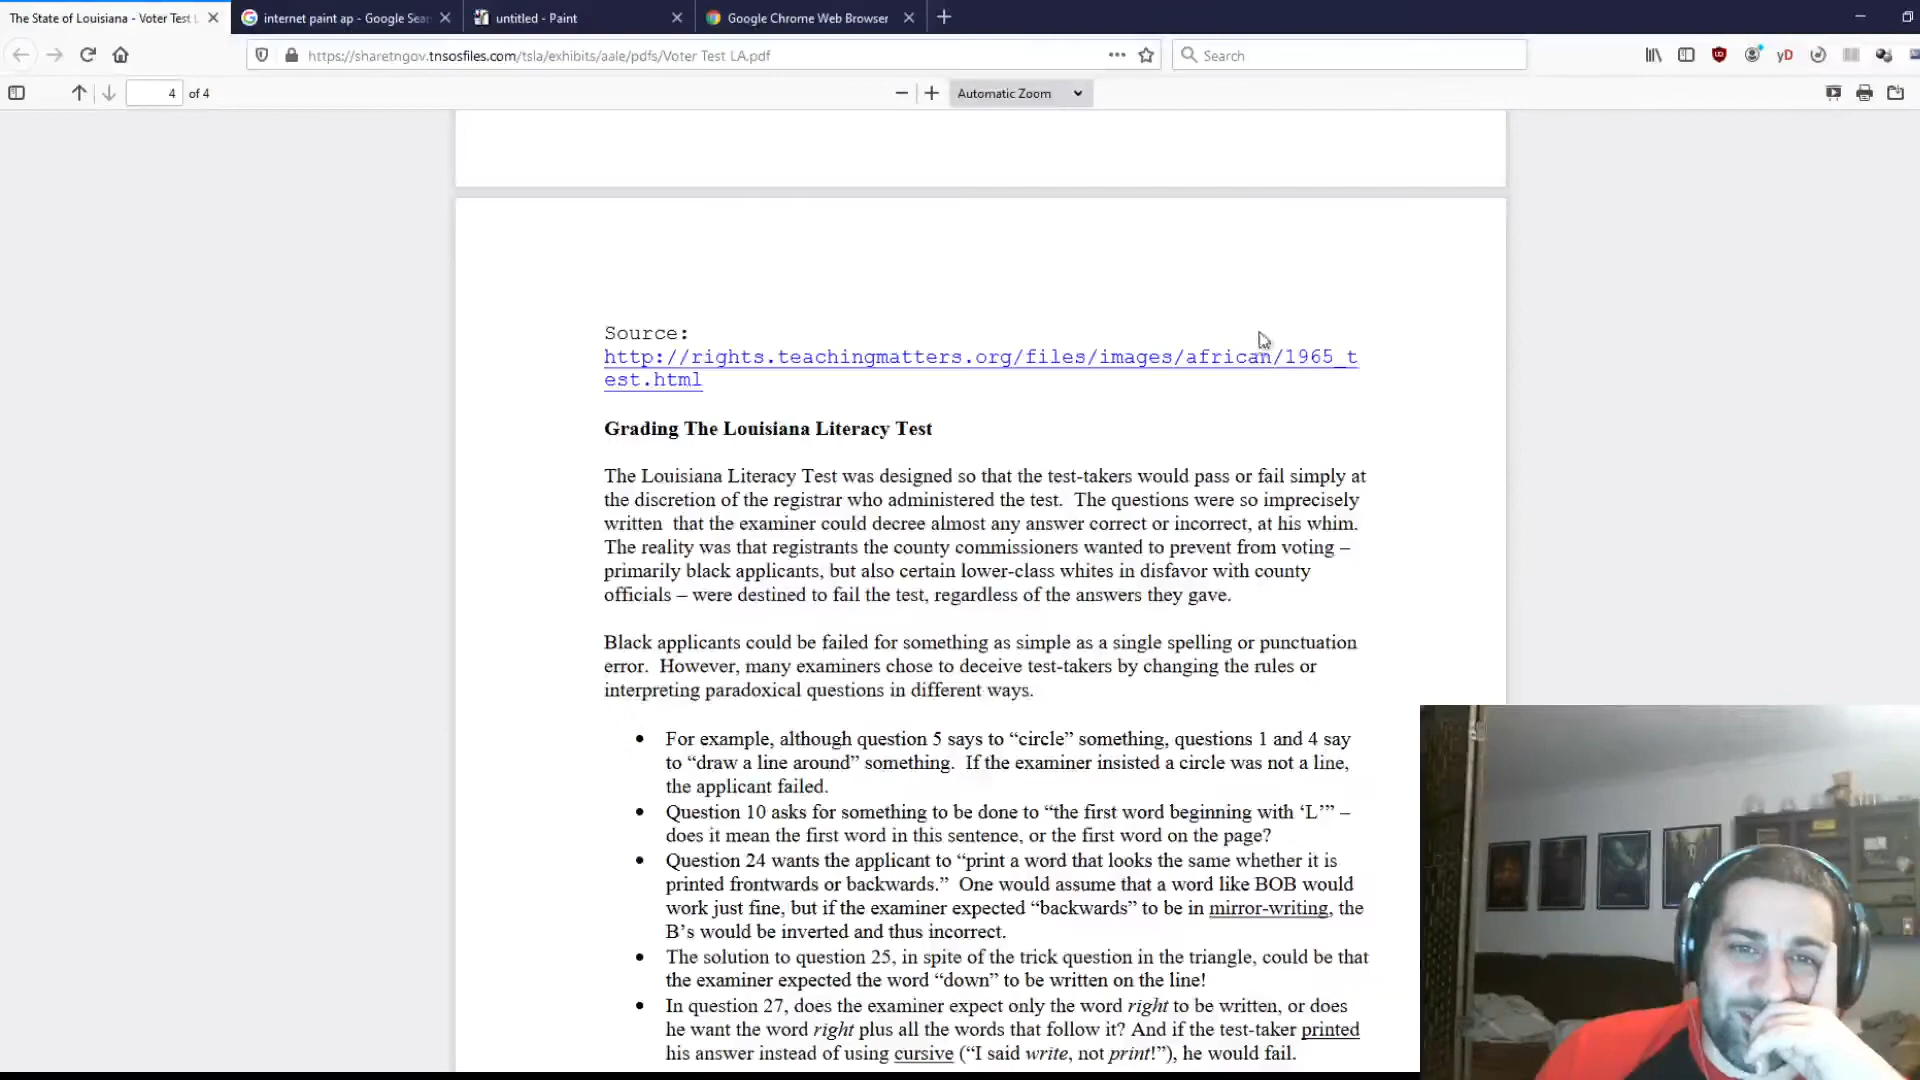 The State of Louisiana - Voter Test L
internet paint ap - Google Sear
untitled - Paint
Google Chrome Web Browser
https://sharetngov.tnsosfiles.com/tsla/exhibits/aale/pdfs/Voter Test LA.pdf
Search
4 of 4
Automatic Zoom
Source:
http://rights.teachingmatters.org/files/images/african/1965_t
est.html
Grading The Louisiana Literacy Test
The Louisiana Literacy Test was designed so that the test-takers would pass or fail simply at
the discretion of the registrar who administered the test. The questions were so imprecisely
written that the examiner could decree almost any answer correct or incorrect, at his whim.
The reality was that registrants the county commissioners wanted to prevent from voting –
primarily black applicants, but also certain lower-class whites in disfavor with county
officials – were destined to fail the test, regardless of the answers they gave.
Black applicants could be failed for something as simple as a single spelling or punctuation
error. However, many examiners chose to deceive test-takers by changing the rules or
interpreting paradoxical questions in different ways.
• For example, although question 5 says to “circle” something, questions 1 and 4 say
to “draw a line around” something. If the examiner insisted a circle was not a line,
the applicant failed.
• Question 10 asks for something to be done to “the first word beginning with ‘L’” –
does it mean the first word in this sentence, or the first word on the page?
• Question 24 wants the applicant to “print a word that looks the same whether it is
printed frontwards or backwards.” One would assume that a word like BOB would
work just fine, but if the examiner expected “backwards” to be in mirror-writing, the
B’s would be inverted and thus incorrect.
• The solution to question 25, in spite of the trick question in the triangle, could be that
the examiner expected the word “down” to be written on the line!
• In question 27, does the examiner expect only the word right to be written, or does
he want the word right plus all the words that follow it? And if the test-taker printed
his answer instead of using cursive (“I said write, not print!”), he would fail.